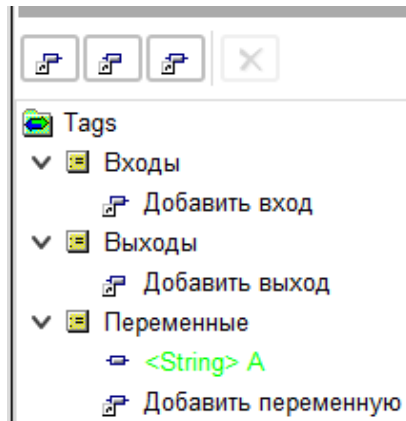 Tags
Входы
Добавить вход
Выходы
Добавить выход
Переменные
<String> A
Добавить переменную